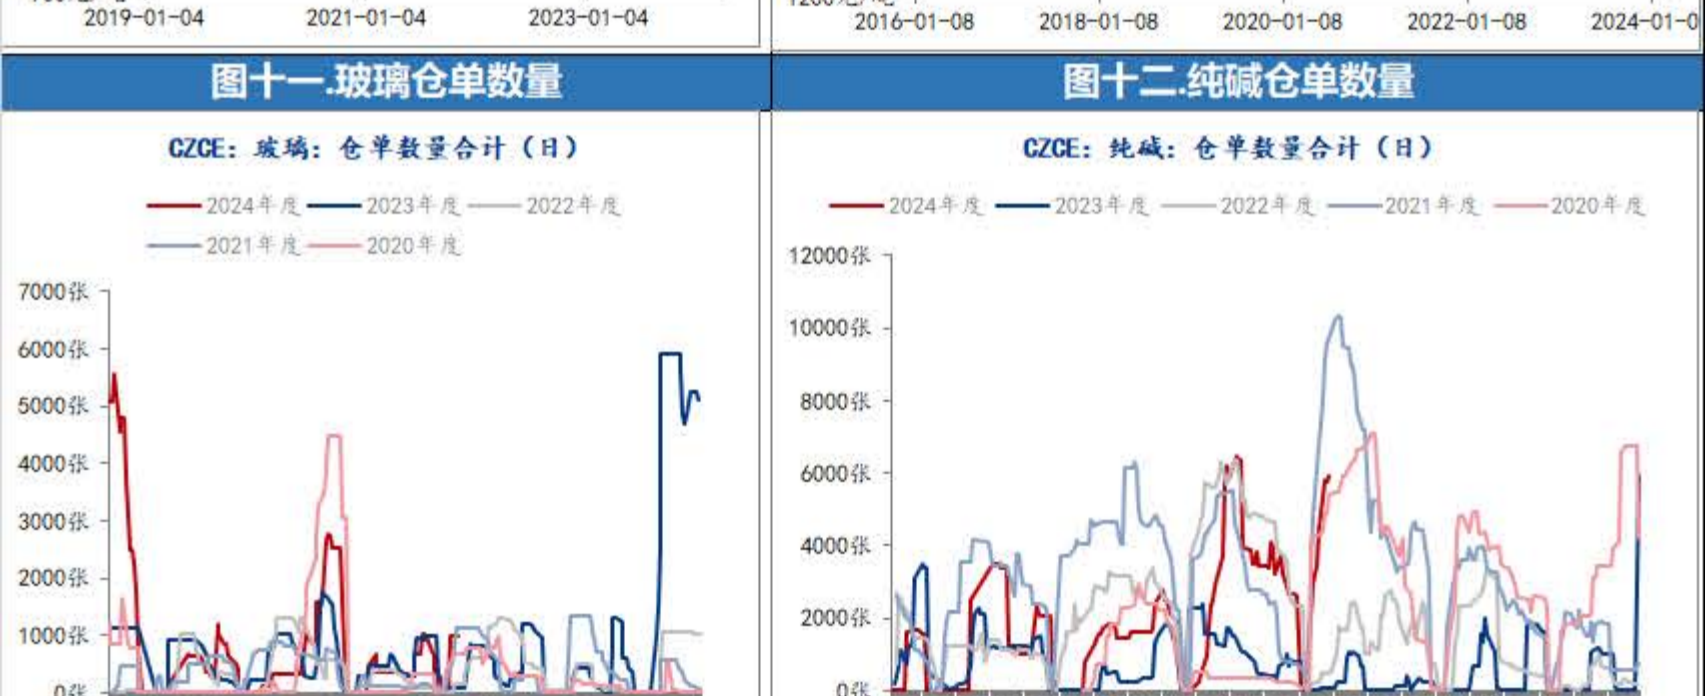 2019-01-04 2021-01-04 2023-01-04
2016-01-08 2018-01-08 2020-01-08 2022-01-08 2024-01-0
图十一.玻璃仓单数量
CZCE：玻璃：仓单数量合计（日）
2024年度 2023年度 2022年度
2021年度 2020年度
7000张
6000张
5000张
4000张
3000张
2000张
1000张
0张
图十二.纯碱仓单数量
CZCE：纯碱：仓单数量合计（日）
2024年度 2023年度 2022年度 2021年度 2020年度
12000张
10000张
8000张
6000张
4000张
2000张
0张